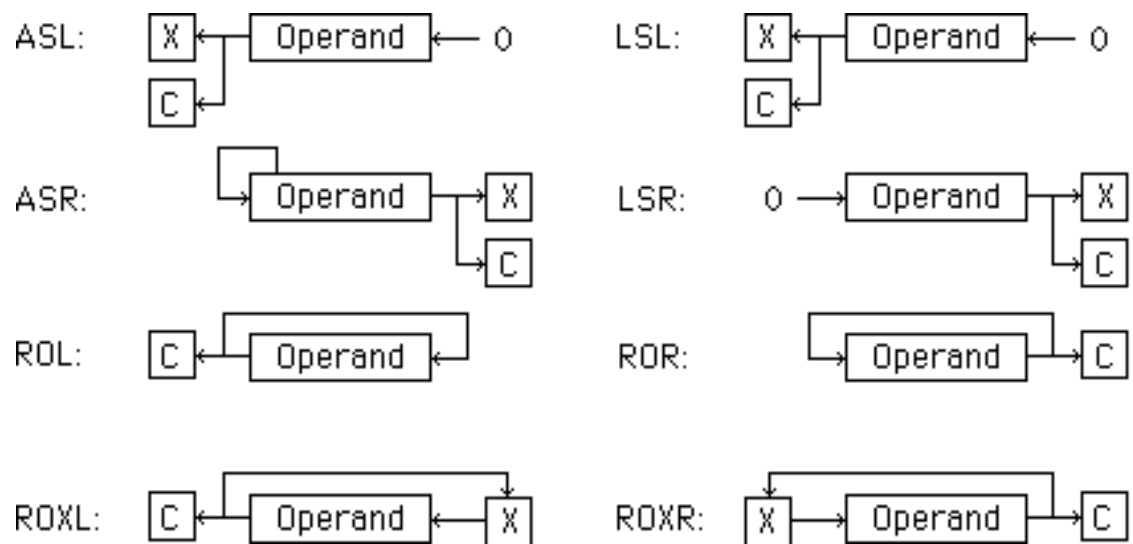 ASL: X Operand 0 LSL: X Operand 0
C C
ASR: Operand X LSR: 0 Operand X
C C
ROL: C Operand ROR: Operand C
ROXL: C Operand X ROXR: X Operand C